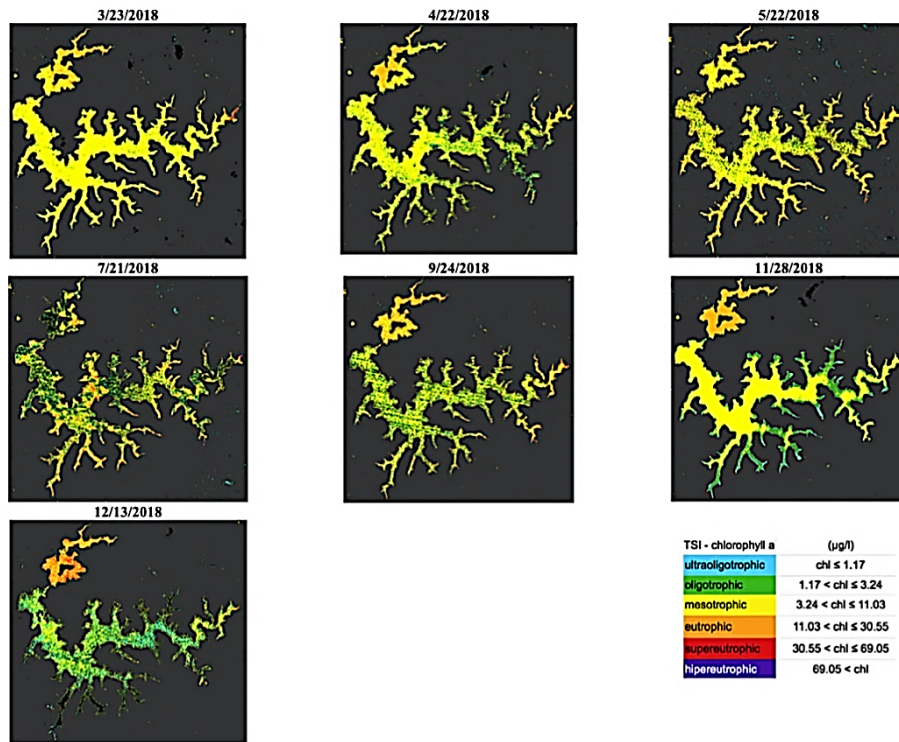 3/23/2018
4/22/2018
5/22/2018
7/21/2018
9/24/2018
11/28/2018
12/13/2018
TSI - chlorophyll a (µg/l)
ultraoligotrophic chl ≤ 1.17
oligotrophic 1.17 < chl ≤ 3.24
mesotrophic 3.24 < chl ≤ 11.03
eutrophic 11.03 < chl ≤ 30.55
supereutrophic 30.55 < chl ≤ 69.05
hipereutrophic 69.05 < chl